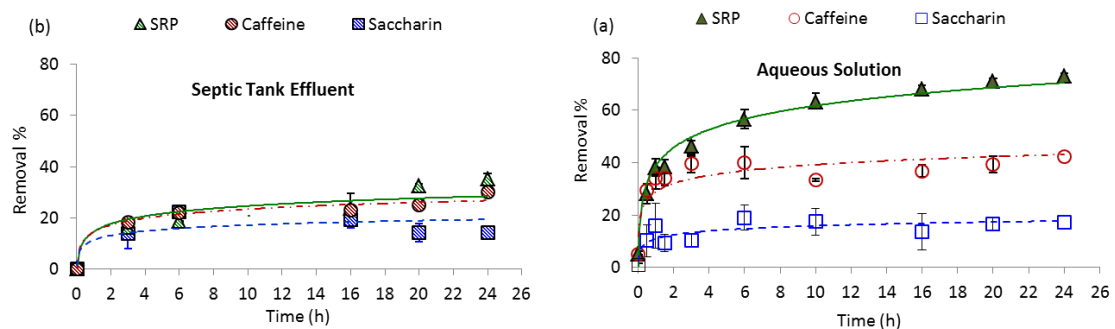 (b) SRP Caffeine Saccharin
Septic Tank Effluent
Removal %
80
60
40
20
0
0 2 4 6 8 10 12 14 16 18 20 22 24 26
Time (h)
(a) SRP Caffeine Saccharin
Aqueous Solution
Removal %
80
60
40
20
0
0 2 4 6 8 10 12 14 16 18 20 22 24 26
Time (h)